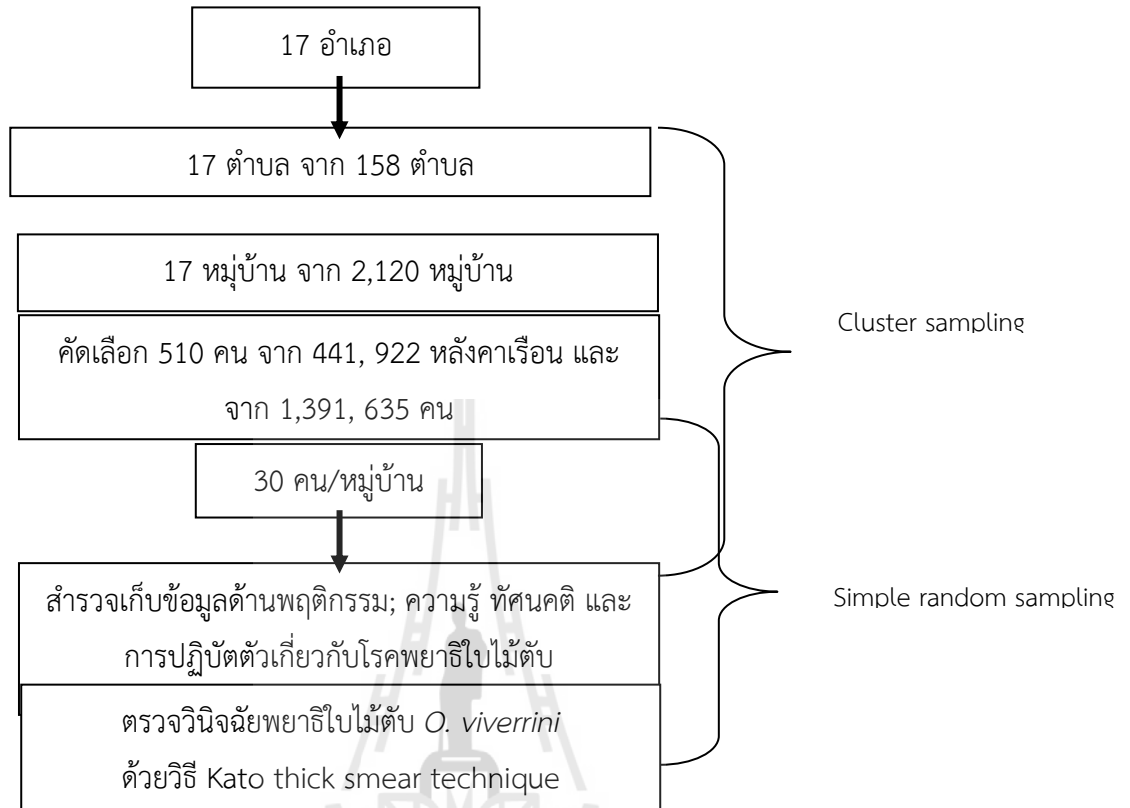 17 อำเภอ
17 ตำบล จาก 158 ตำบล
17 หมู่บ้าน จาก 2,120 หมู่บ้าน
Cluster sampling
คัดเลือก 510 คน จาก 441, 922 หลังคาเรือน และ
จาก 1,391, 635 คน
30 คน/หมู่บ้าน
สำรวจเก็บข้อมูลด้านพฤติกรรม; ความรู้ ทัศนคติ และ
การปฏิบัตตัวเกี่ยวกับโรคพยาธิใบไม้ตับ
Simple random sampling
ตรวจวินิจฉัยพยาธิใบไม้ตับ O. viverrini
ด้วยวิธี Kato thick smear technique